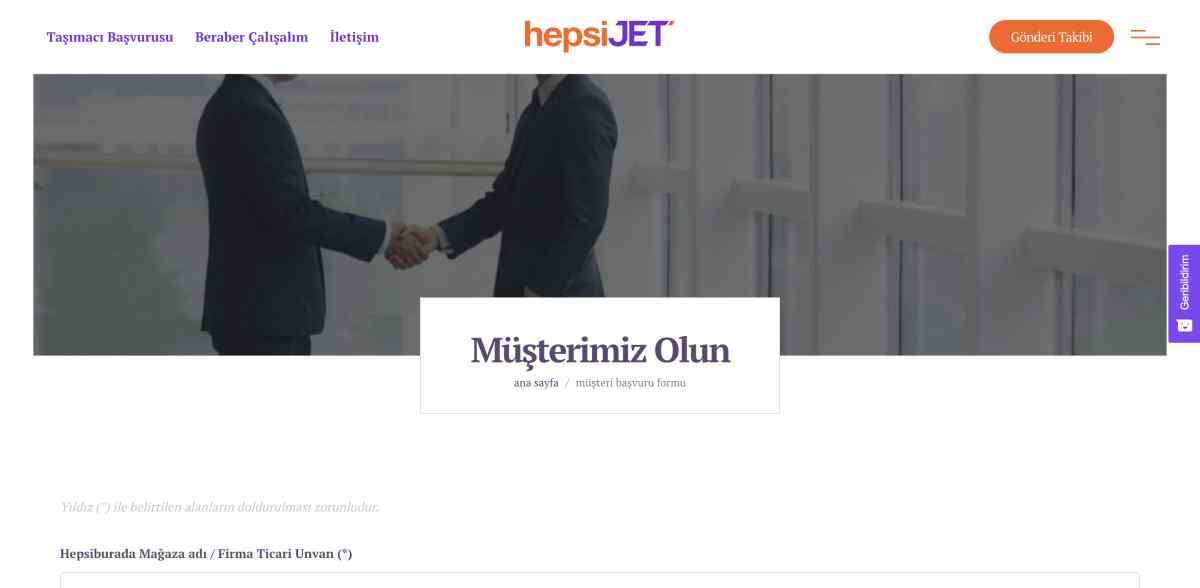 Taşımacı Başvurusu
Beraber Çalışalım
İletişim
hepsiJET
Gönderi Takibi
Geribildirim
Müşterimiz Olun
ana sayfa / müşteri başvuru formu
Yıldız (*) ile belirtilen alanların doldurulması zorunludur.
Hepsiburada Mağaza adı / Firma Ticari Unvan (*)